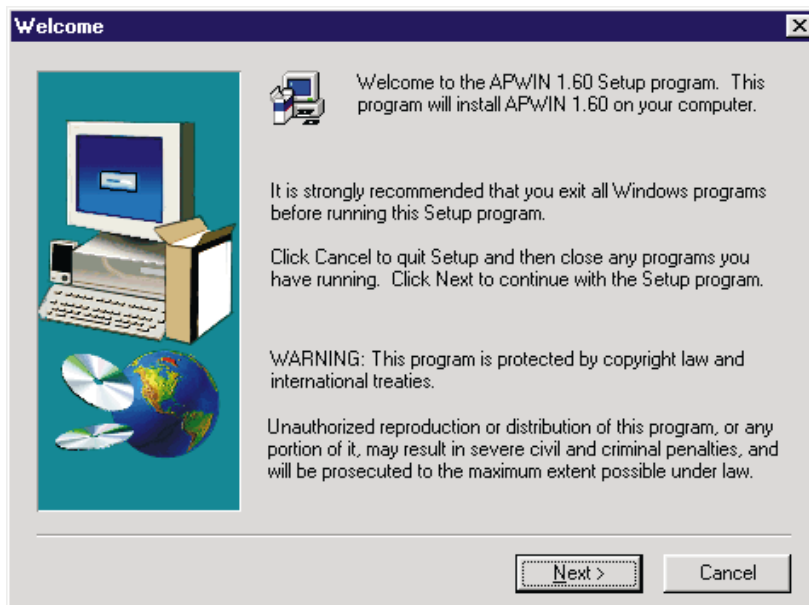 Welcome
Welcome to the APWIN 1.60 Setup program.  This
program will install APWIN 1.60 on your computer.
It is strongly recommended that you exit all Windows programs
before running this Setup program.
Click Cancel to quit Setup and then close any programs you
have running.  Click Next to continue with the Setup program.
WARNING: This program is protected by copyright law and
international treaties.
Unauthorized reproduction or distribution of this program, or any
portion of it, may result in severe civil and criminal penalties, and
will be prosecuted to the maximum extent possible under law.
Next >
Cancel